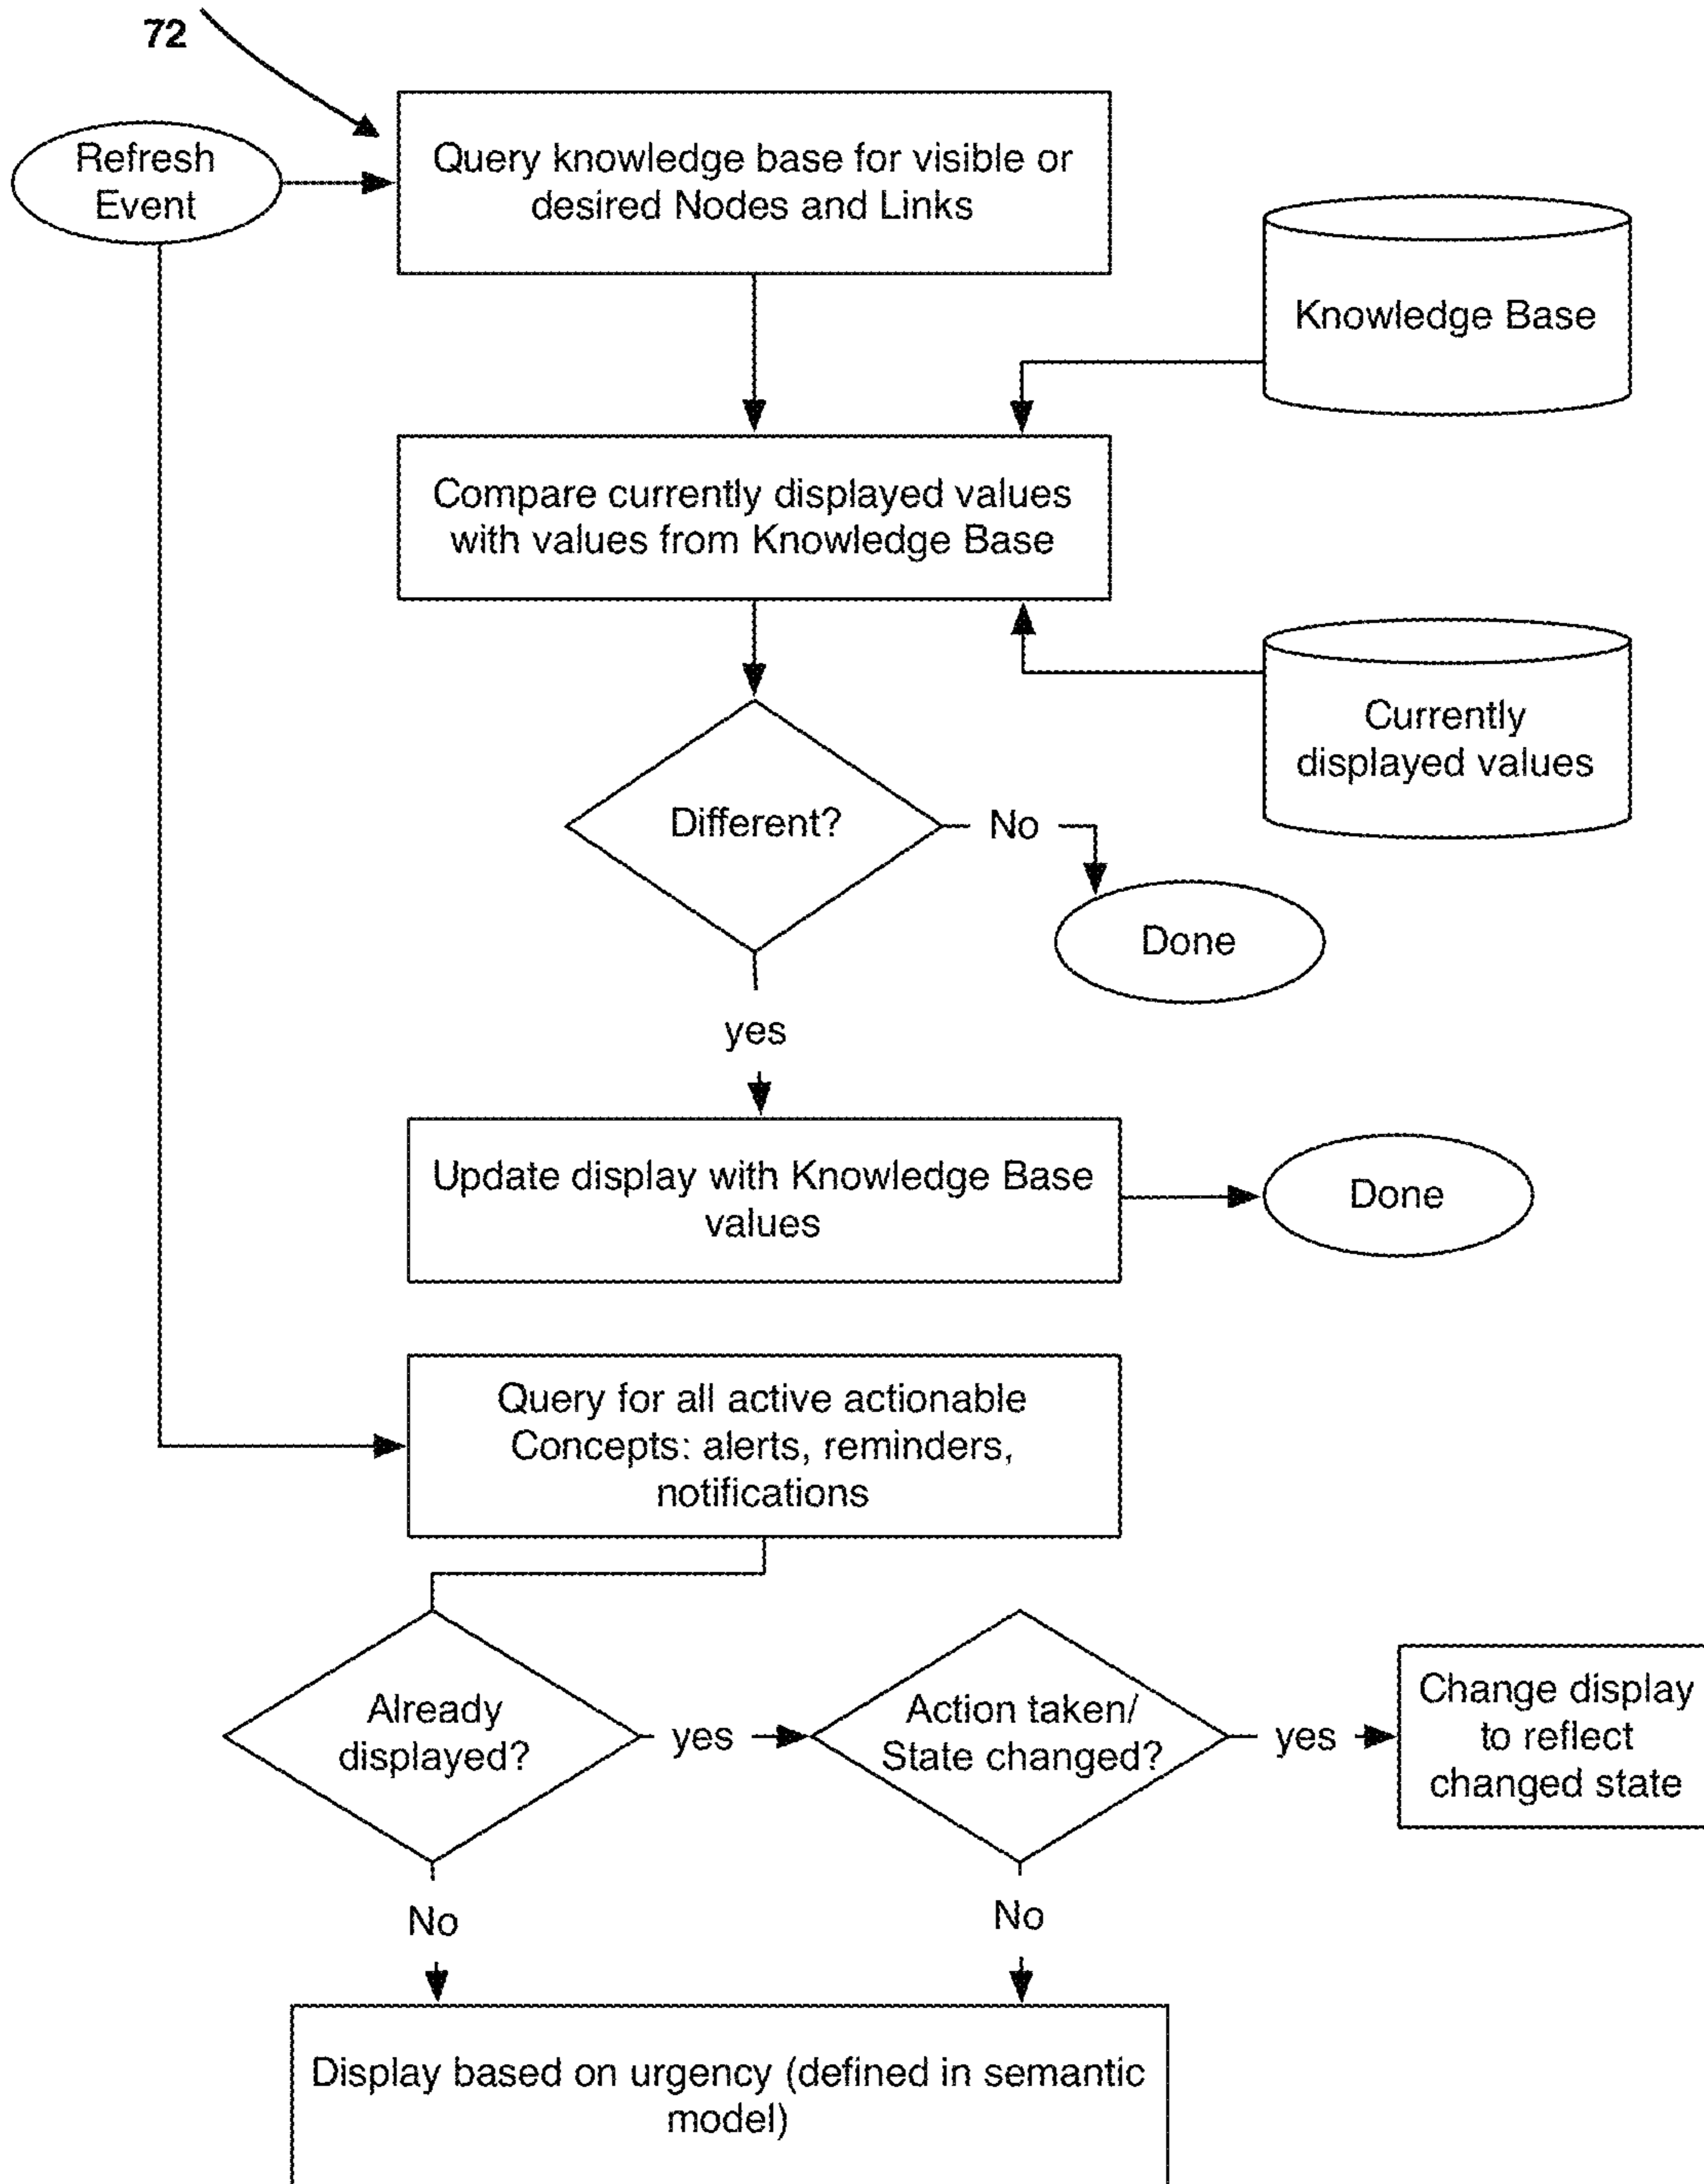 72
Refresh
Event
Query knowledge base for visible or
desired Nodes and Links
Knowledge Base
Compare currently displayed values
with values from Knowledge Base
Currently
displayed values
Different?
No
Done
yes
Update display with Knowledge Base
values
Done
Query for all active actionable
Concepts: alerts, reminders,
notifications
Already
displayed?
yes
Action taken/
State changed?
yes
Change display
to reflect
changed state
No
No
Display based on urgency (defined in semantic
model)